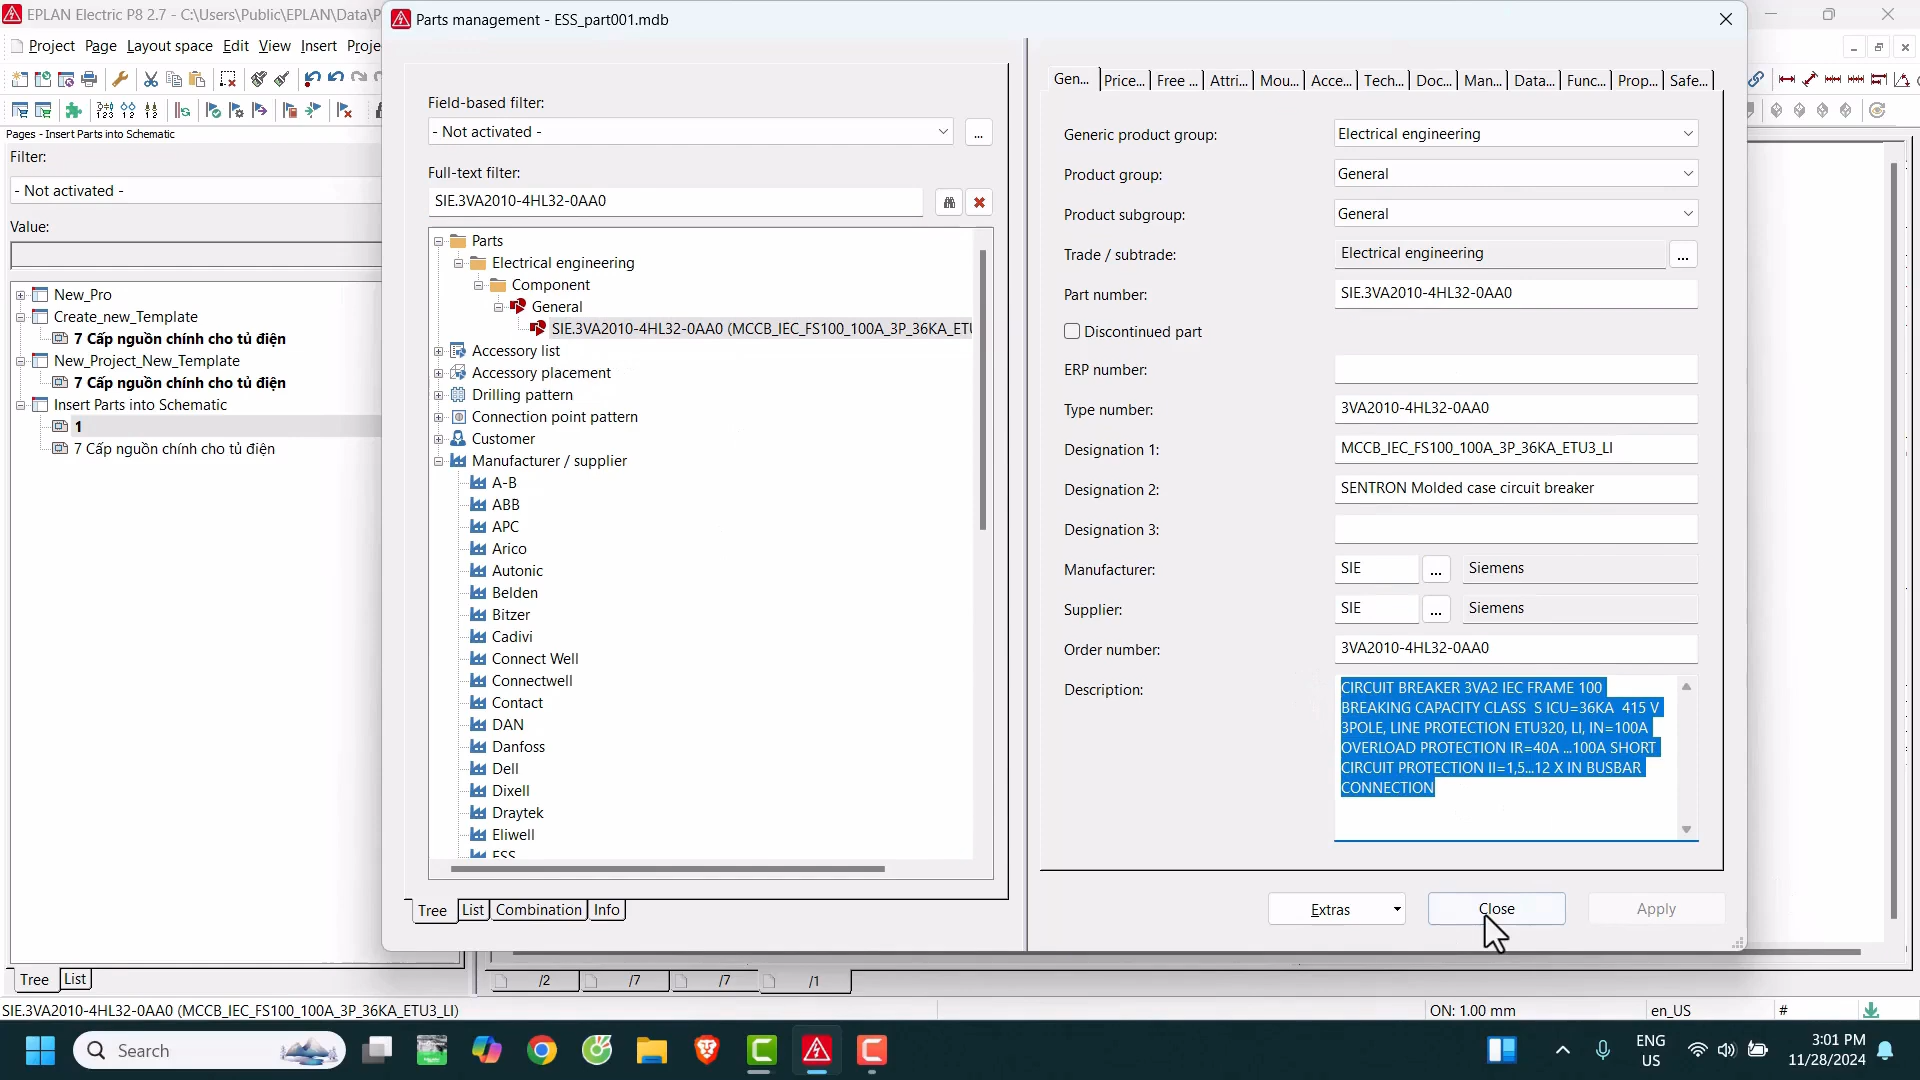 EPLAN Electric P8 2.7 - C:\Users\Public\EPLAN\Data\P
Project Page Layout space Edit View Insert Proje
Pages - Insert Parts into Schematic
Filter:
- Not activated -
Value:
New_Pro
Create_new_Template
7 Cấp nguồn chính cho tủ điện
New_Project_New_Template
7 Cấp nguồn chính cho tủ điện
Insert Parts into Schematic
1
7 Cấp nguồn chính cho tủ điện
Tree List
Parts management - ESS_part001.mdb
Field-based filter:
- Not activated -
...
Full-text filter:
SIE.3VA2010-4HL32-0AA0
Parts
Electrical engineering
Component
General
SIE.3VA2010-4HL32-0AA0 (MCCB_IEC_FS100_100A_3P_36KA_ETU
Accessory list
Accessory placement
Drilling pattern
Connection point pattern
Customer
Manufacturer / supplier
A-B
ABB
APC
Arico
Autonic
Belden
Bitzer
Cadivi
Connect Well
Connectwell
Contact
DAN
Danfoss
Dell
Dixell
Draytek
Eliwell
ESS
Tree List Combination Info
Gen... Price... Free ... Attri... Mou... Acce... Tech... Doc... Man... Data... Func... Prop... Safe...
Generic product group: Electrical engineering
Product group: General
Product subgroup: General
Trade / subtrade: Electrical engineering ...
Part number: SIE.3VA2010-4HL32-0AA0
Discontinued part
ERP number:
Type number: 3VA2010-4HL32-0AA0
Designation 1: MCCB_IEC_FS100_100A_3P_36KA_ETU3_LI
Designation 2: SENTRON Molded case circuit breaker
Designation 3:
Manufacturer: SIE ... Siemens
Supplier: SIE ... Siemens
Order number: 3VA2010-4HL32-0AA0
Description: CIRCUIT BREAKER 3VA2 IEC FRAME 100
BREAKING CAPACITY CLASS S ICU=36KA 415 V
3POLE, LINE PROTECTION ETU320, LI, IN=100A
OVERLOAD PROTECTION IR=40A ...100A SHORT
CIRCUIT PROTECTION II=1,5...12 X IN BUSBAR
CONNECTION
Extras Close Apply
/2 /7 /7 /1
SIE.3VA2010-4HL32-0AA0 (MCCB_IEC_FS100_100A_3P_36KA_ETU3_LI) ON: 1.00 mm en_US #
Search
ENG
US
3:01 PM
11/28/2024